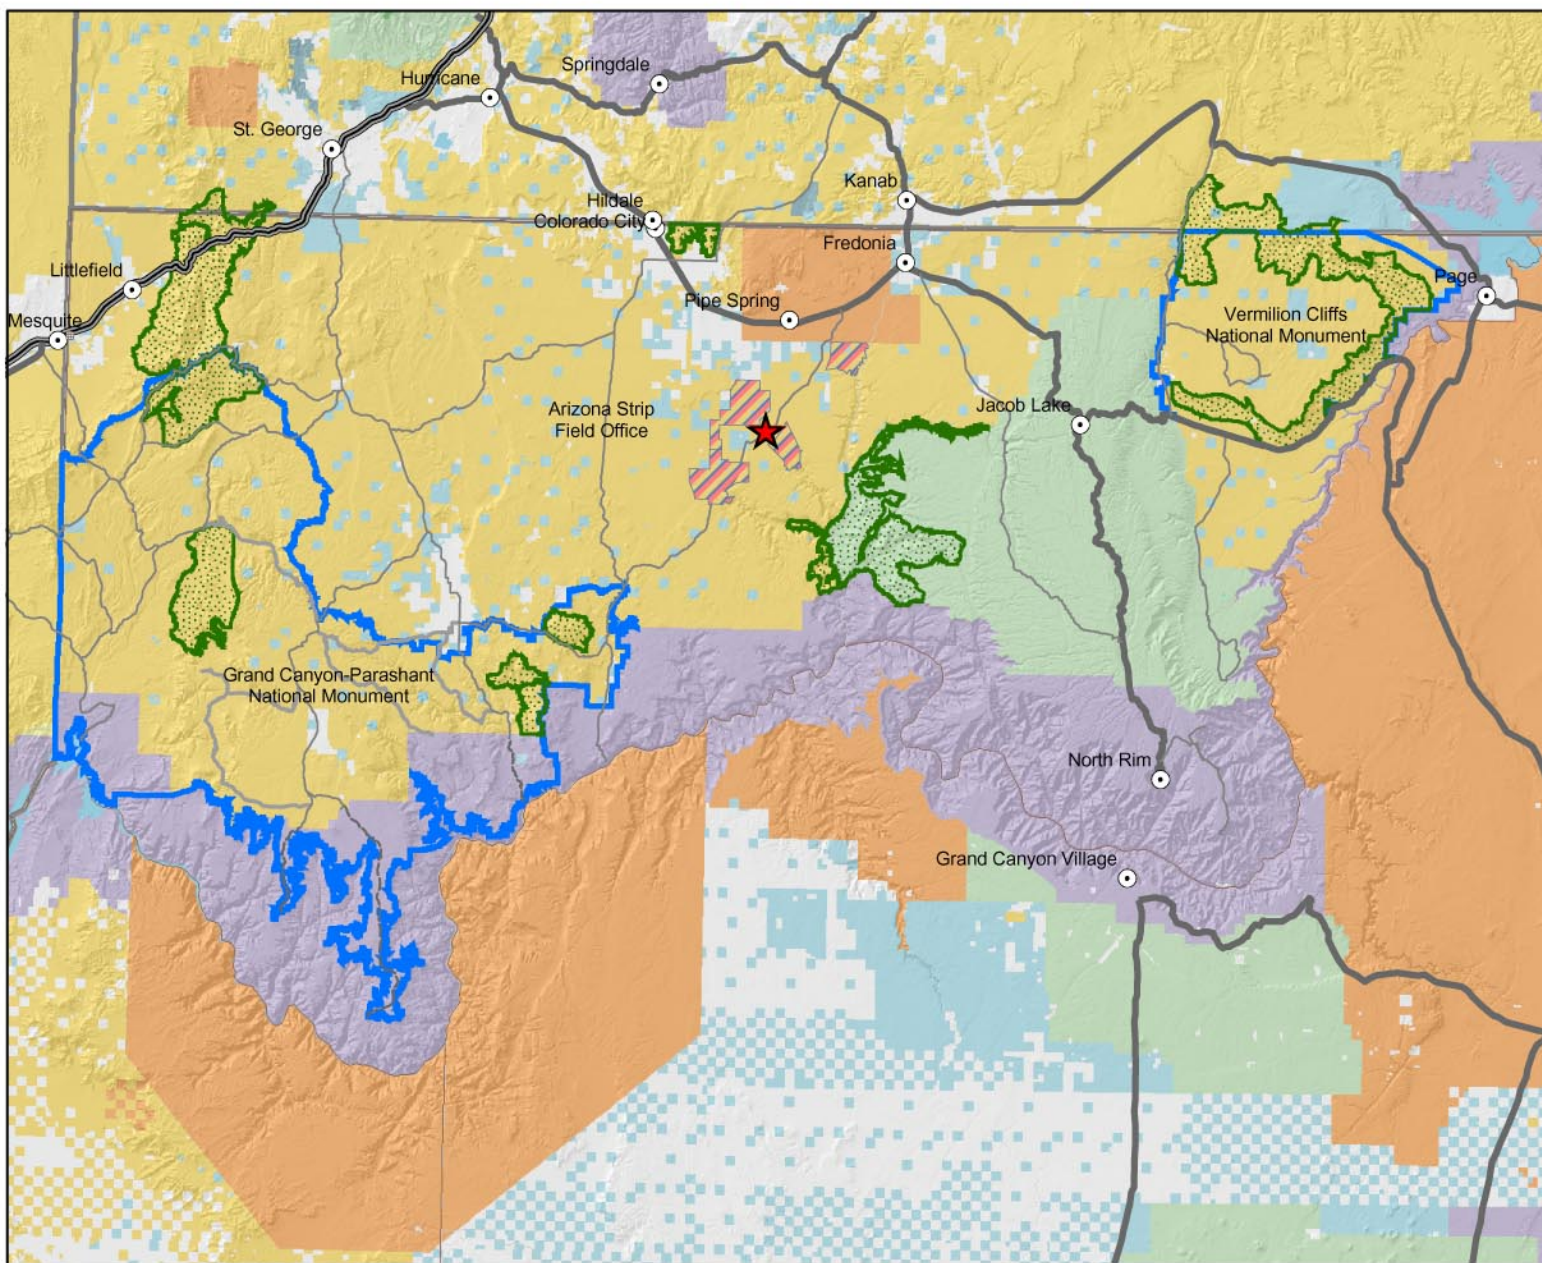 Springdale
Hurricane
St. George
Kanab
Hildale
Colorado City
Fredonia
Littlefield
Page
Pipe Spring
Mesquite
Vermilion Cliffs
National Monument
Arizona Strip
Field Office
Jacob Lake
Grand Canyon-Parashant
National Monument
North Rim
Grand Canyon Village